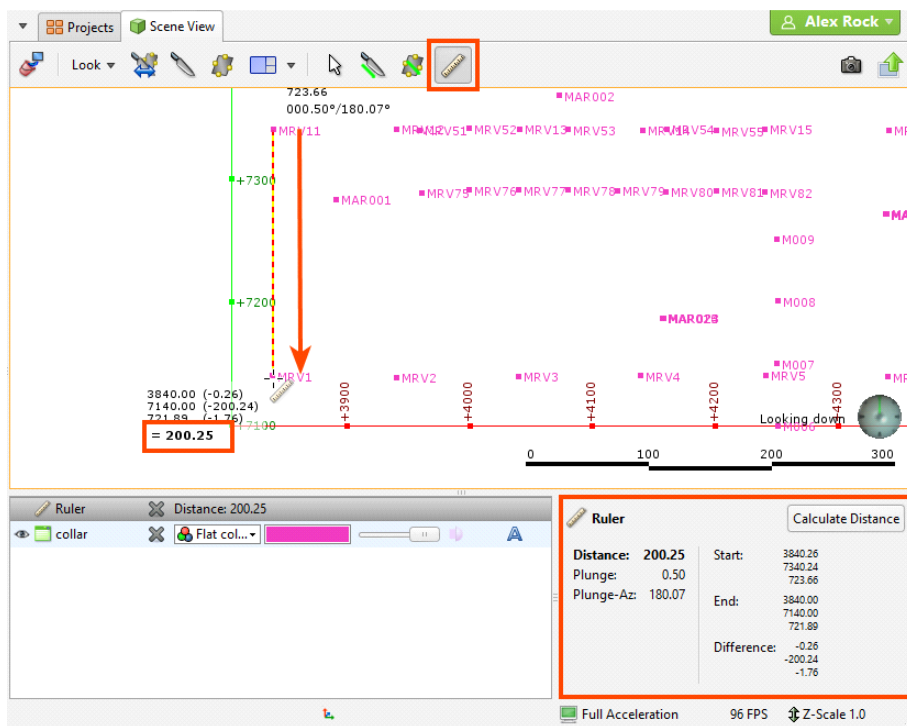 Projects Scene View Alex Rock
Look
723.66
000.50°/180.07°
MAR002
MRV11 MRV51 MRV52 MRV13 MRV53 MRV54 MRV55 MRV15
+7300
MAR001 MRV75 MRV76 MRV77 MRV78 MRV79 MRV80 MRV81 MRV82
M009
+7200 M008
M007
MRV1 MRV2 MRV3 MRV4 MRV5
3840.00 (-0.26)
7140.00 (-200.24)
721.89 (-1.76)
= 200.25
+7100 +3900 +4000 +4100 +4200 +4300
Looking down
M006
0 100 200 300
Ruler Distance: 200.25
collar Flat col... A
Ruler Calculate Distance
Distance: 200.25 Start: 3840.26
7340.24
Plunge: 0.50 723.66
Plunge-Az: 180.07 End: 3840.00
7140.00
721.89
Difference: -0.26
-200.24
-1.76
Full Acceleration 96 FPS Z-Scale 1.0